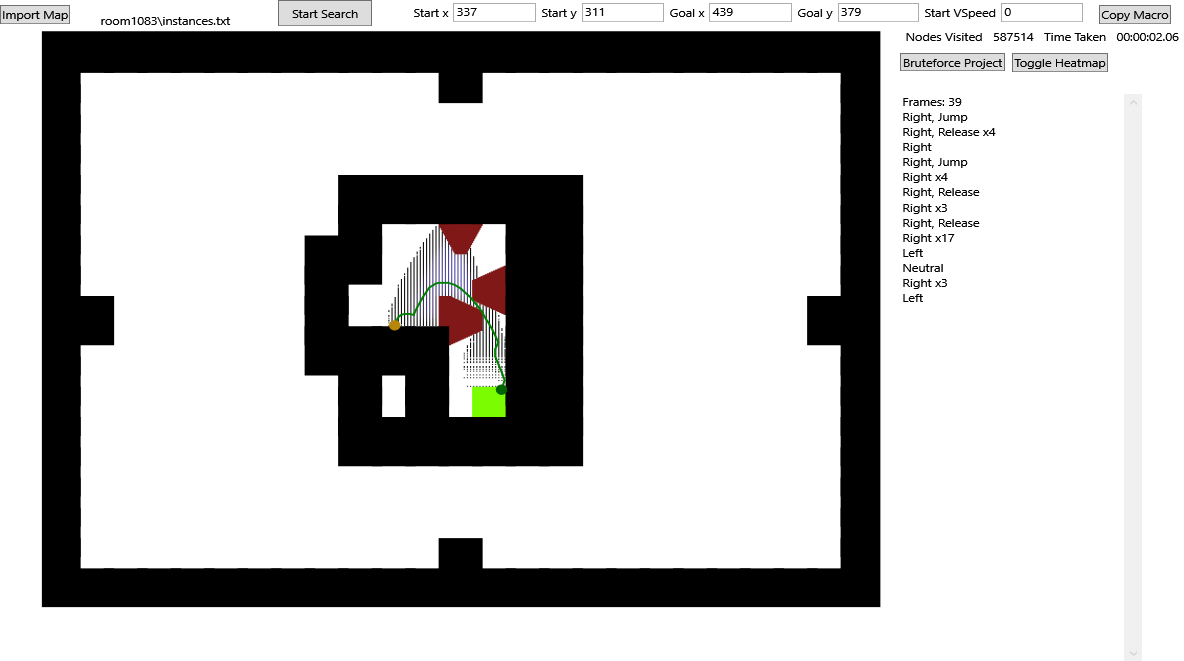 Import Map
room1083\instances.txt
Start Search
Start x 337 Start y 311 Goal x 439 Goal y 379 Start VSpeed 0
Copy Macro
Nodes Visited 587514 Time Taken 00:00:02.06
Bruteforce Project Toggle Heatmap
Frames: 39
Right, Jump
Right, Release x4
Right
Right, Jump
Right x4
Right, Release
Right x3
Right, Release
Right x17
Left
Neutral
Right x3
Left